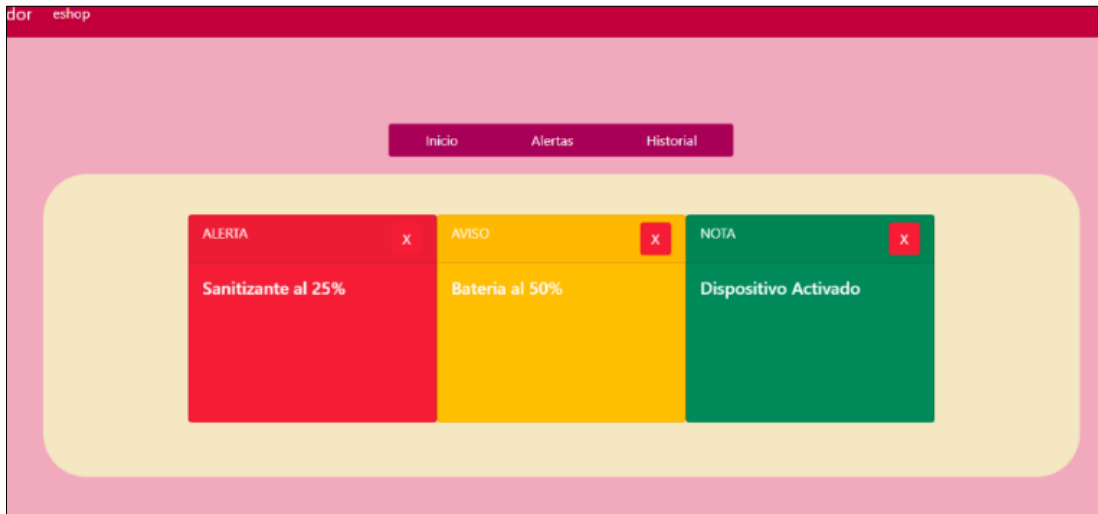 dor eshop
Inicio Alertas Historial
ALERTA X
Sanitizante al 25%
AVISO X
Bateria al 50%
NOTA X
Dispositivo Activado